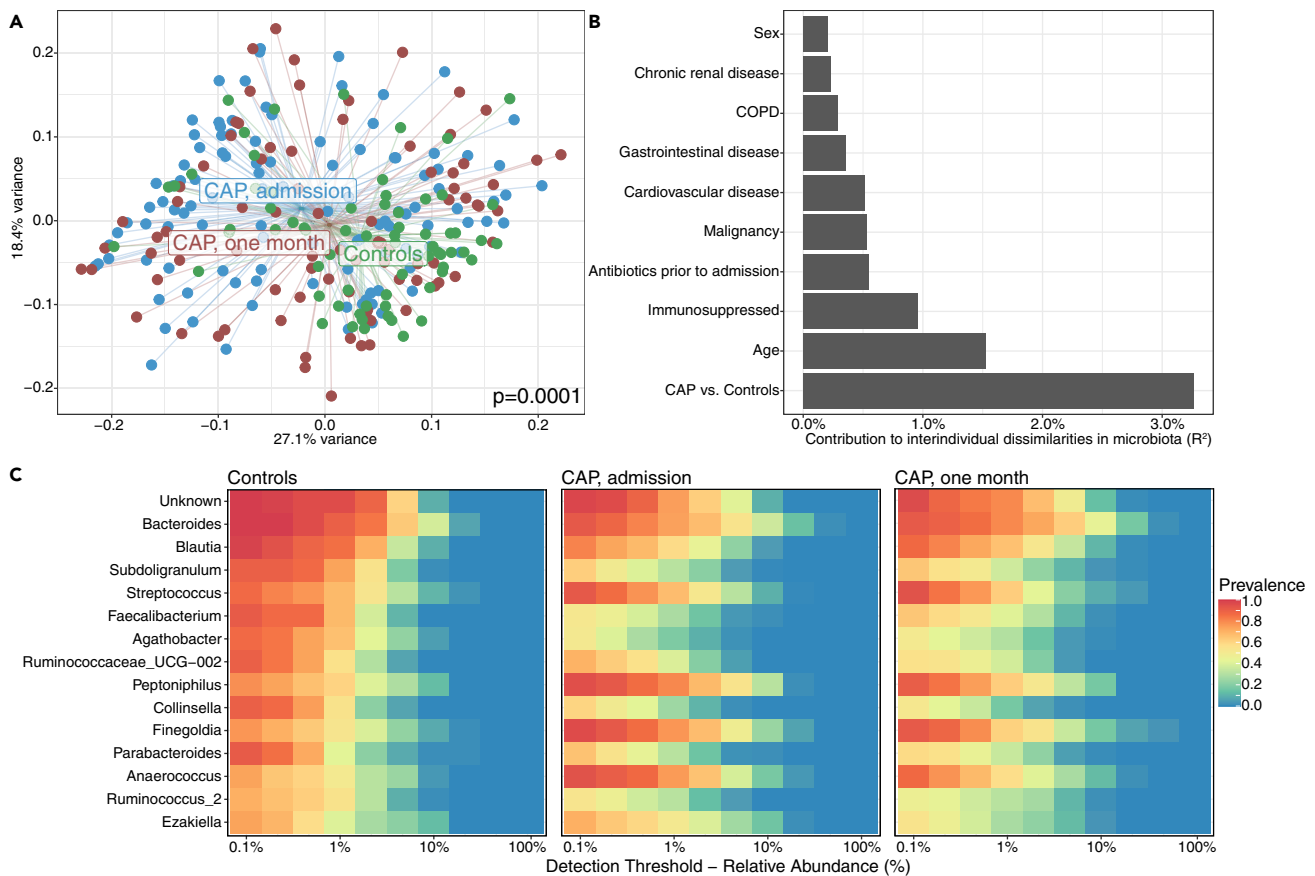 A
0.2
0.1
0.0
−0.1
−0.2
18.4% variance
CAP, admission
CAP, one month
Controls
p=0.0001
−0.2
−0.1
0.0
0.1
0.2
27.1% variance
B
Sex
Chronic renal disease
COPD
Gastrointestinal disease
Cardiovascular disease
Malignancy
Antibiotics prior to admission
Immunosuppressed
Age
CAP vs. Controls
0.0%
1.0%
2.0%
3.0%
Contribution to interindividual dissimilarities in microbiota (R²)
C
Controls
CAP, admission
CAP, one month
Unknown
Bacteroides
Blautia
Subdoligranulum
Streptococcus
Faecalibacterium
Agathobacter
Ruminococcaceae_UCG−002
Peptoniphilus
Collinsella
Finegoldia
Parabacteroides
Anaerococcus
Ruminococcus_2
Ezakiella
0.1%
1%
10%
100%
0.1%
1%
10%
100%
0.1%
1%
10%
100%
Detection Threshold − Relative Abundance (%)
Prevalence
1.0
0.8
0.6
0.4
0.2
0.0